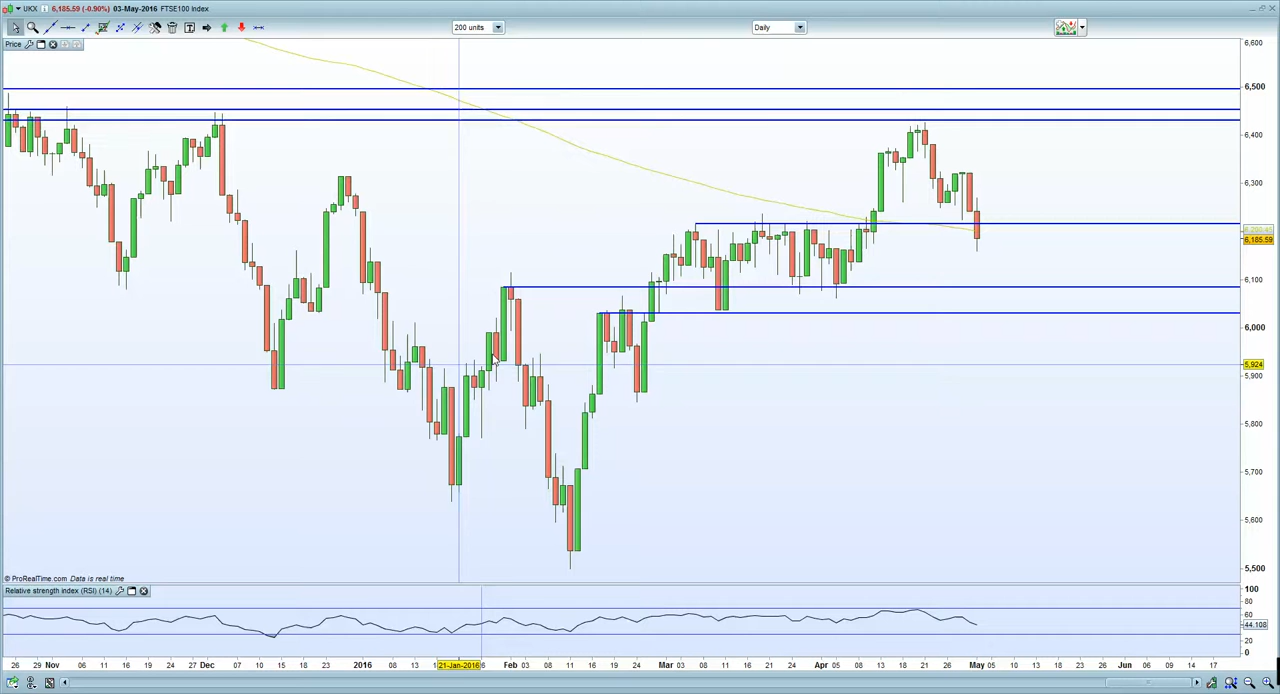 UKX 6,185.59 (-0.90%) 03-May-2016 FTSE100 Index
200 units
Daily
Price
6,600
6,500
6,400
6,300
6,185.59
6,100
6,000
5,924
5,900
5,800
5,700
5,600
5,500
© ProRealTime.com Data is real time
Relative strength index (RSI) (14)
100
80
60
44.108
20
0
26 29 Nov 06 11 16 19 24 27 Dec 07 10 15 18 23 2016 08 13 21-Jan-2016 Feb 03 08 11 16 19 24 Mar 03 08 11 16 21 24 Apr 05 08 13 18 21 26 May 05 10 13 18 23 26 Jun 06 09 14 17